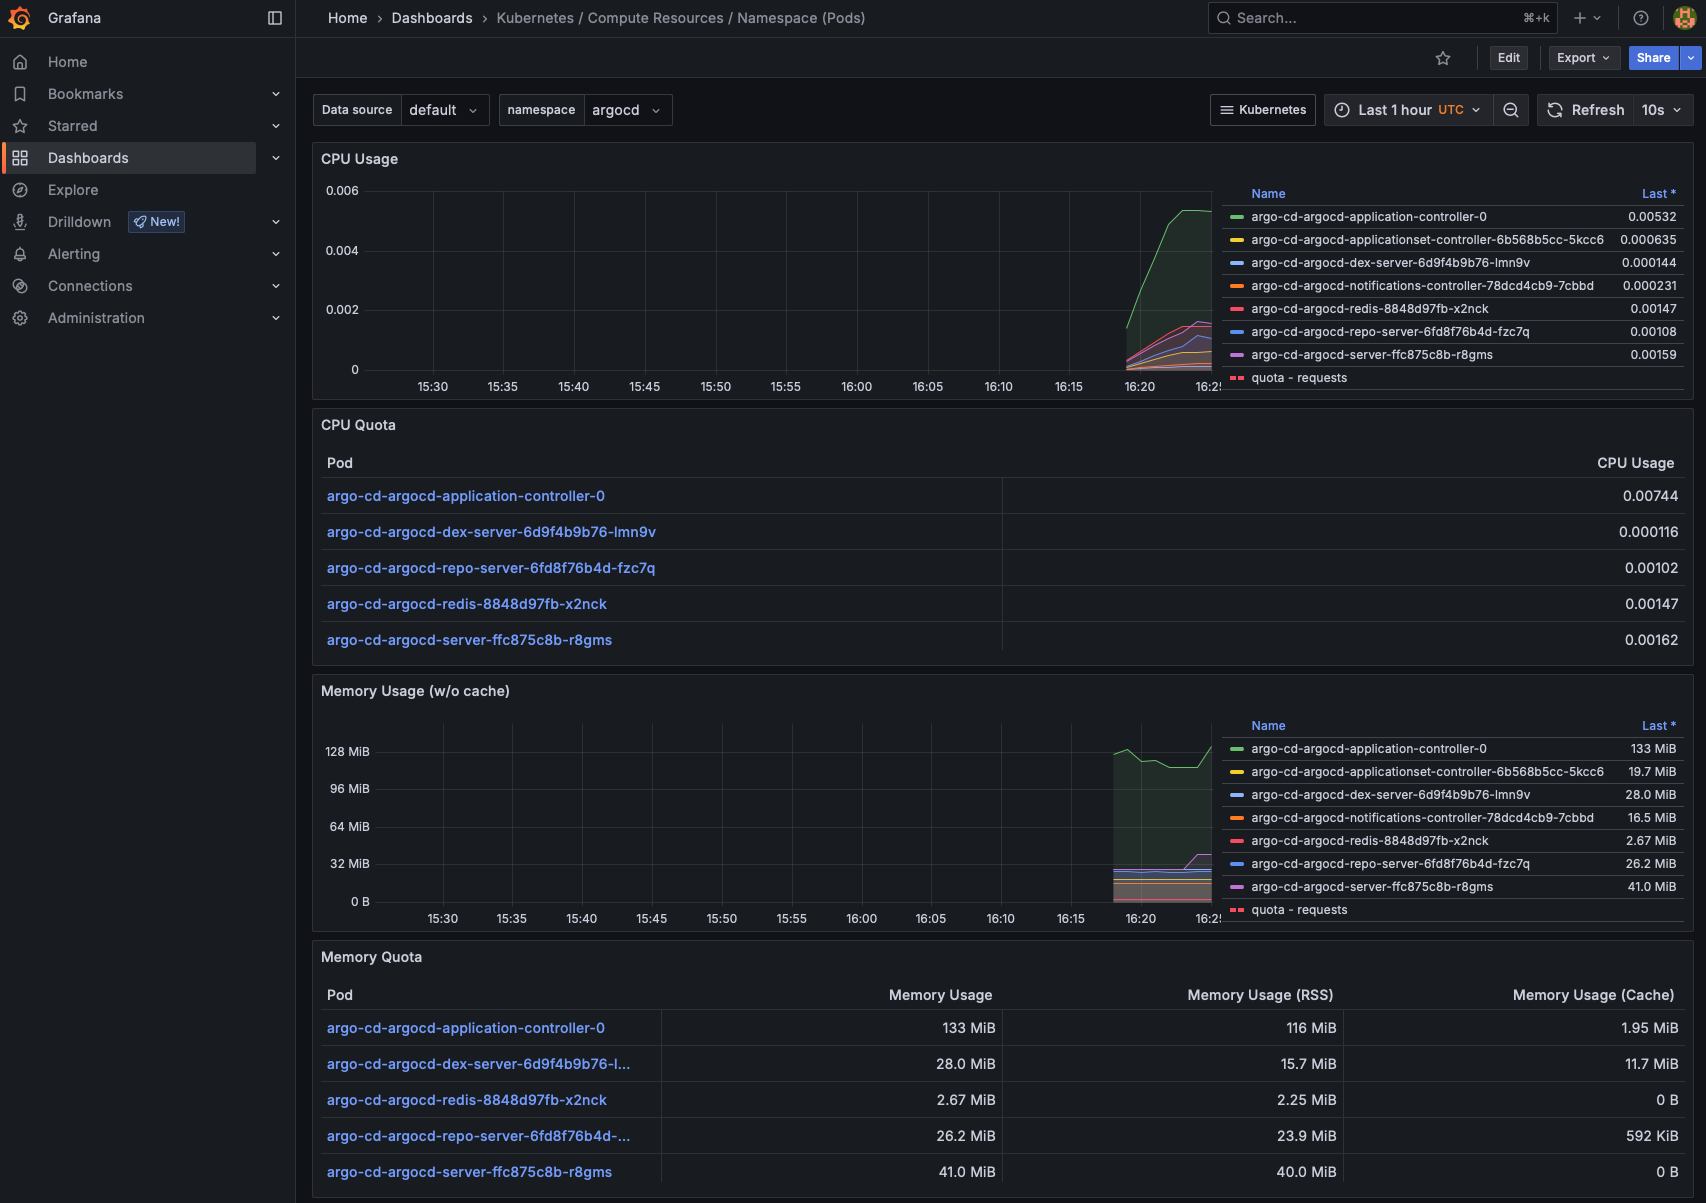 Grafana
Home › Dashboards › Kubernetes / Compute Resources / Namespace (Pods)
Search... ⌘+k
Edit Export Share
Home
Bookmarks
Starred
Dashboards
Explore
Drilldown New!
Alerting
Connections
Administration
Data source default namespace argocd
Kubernetes Last 1 hour UTC Refresh 10s
CPU Usage
0.006
0.004
0.002
0
15:30 15:35 15:40 15:45 15:50 15:55 16:00 16:05 16:10 16:15 16:20 16:25
Name Last *
argo-cd-argocd-application-controller-0 0.00532
argo-cd-argocd-applicationset-controller-6b568b5cc-5kcc6 0.000635
argo-cd-argocd-dex-server-6d9f4b9b76-lmn9v 0.000144
argo-cd-argocd-notifications-controller-78dcd4cb9-7cbbd 0.000231
argo-cd-argocd-redis-8848d97fb-x2nck 0.00147
argo-cd-argocd-repo-server-6fd8f76b4d-fzc7q 0.00108
argo-cd-argocd-server-ffc875c8b-r8gms 0.00159
quota - requests
CPU Quota
Pod CPU Usage
argo-cd-argocd-application-controller-0 0.00744
argo-cd-argocd-dex-server-6d9f4b9b76-lmn9v 0.000116
argo-cd-argocd-repo-server-6fd8f76b4d-fzc7q 0.00102
argo-cd-argocd-redis-8848d97fb-x2nck 0.00147
argo-cd-argocd-server-ffc875c8b-r8gms 0.00162
Memory Usage (w/o cache)
128 MiB
96 MiB
64 MiB
32 MiB
0 B
15:30 15:35 15:40 15:45 15:50 15:55 16:00 16:05 16:10 16:15 16:20 16:25
Name Last *
argo-cd-argocd-application-controller-0 133 MiB
argo-cd-argocd-applicationset-controller-6b568b5cc-5kcc6 19.7 MiB
argo-cd-argocd-dex-server-6d9f4b9b76-lmn9v 28.0 MiB
argo-cd-argocd-notifications-controller-78dcd4cb9-7cbbd 16.5 MiB
argo-cd-argocd-redis-8848d97fb-x2nck 2.67 MiB
argo-cd-argocd-repo-server-6fd8f76b4d-fzc7q 26.2 MiB
argo-cd-argocd-server-ffc875c8b-r8gms 41.0 MiB
quota - requests
Memory Quota
Pod Memory Usage Memory Usage (RSS) Memory Usage (Cache)
argo-cd-argocd-application-controller-0 133 MiB 116 MiB 1.95 MiB
argo-cd-argocd-dex-server-6d9f4b9b76-l... 28.0 MiB 15.7 MiB 11.7 MiB
argo-cd-argocd-redis-8848d97fb-x2nck 2.67 MiB 2.25 MiB 0 B
argo-cd-argocd-repo-server-6fd8f76b4d-... 26.2 MiB 23.9 MiB 592 KiB
argo-cd-argocd-server-ffc875c8b-r8gms 41.0 MiB 40.0 MiB 0 B